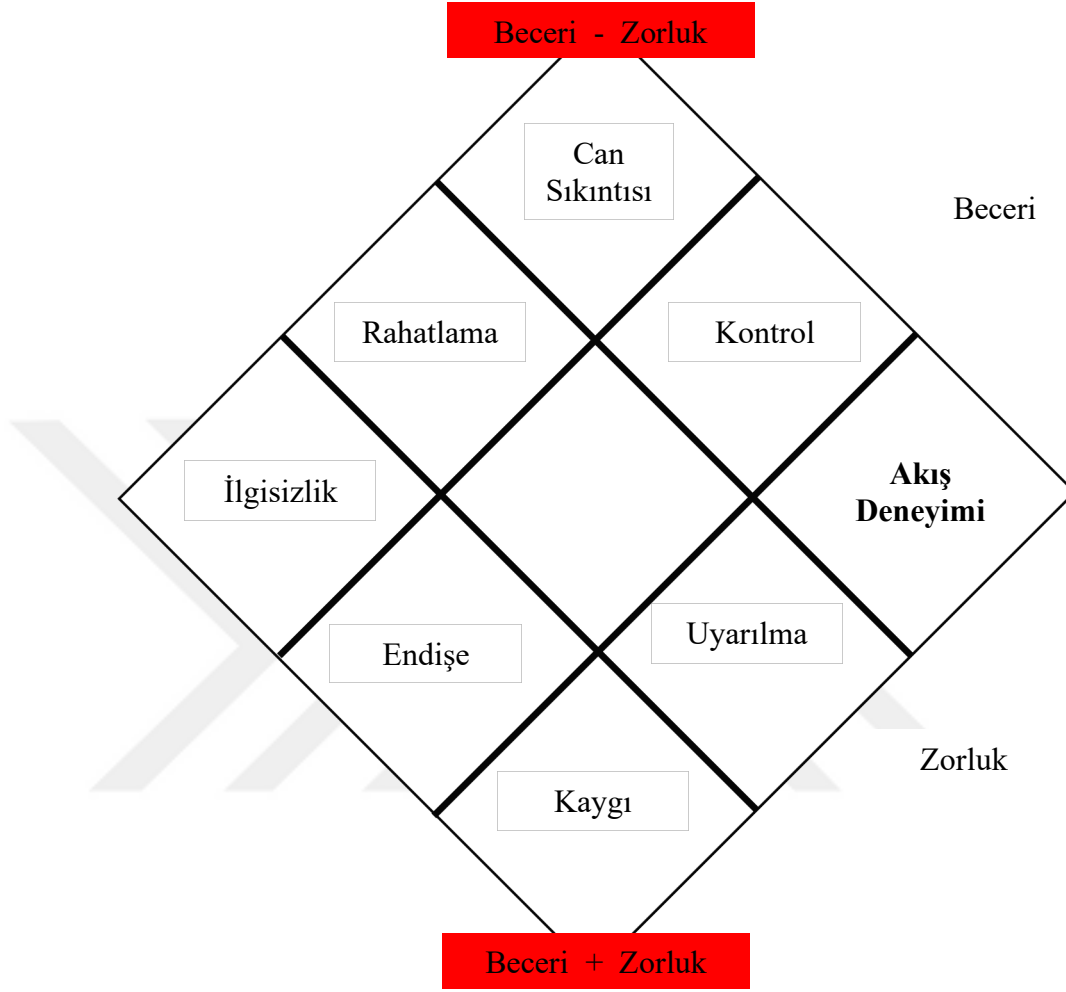 Beceri - Zorluk
Can
Sıkıntısı
Beceri
Rahatlama
Kontrol
İlgisizlik
Akış
Deneyimi
Endişe
Uyarılma
Zorluk
Kaygı
Beceri + Zorluk